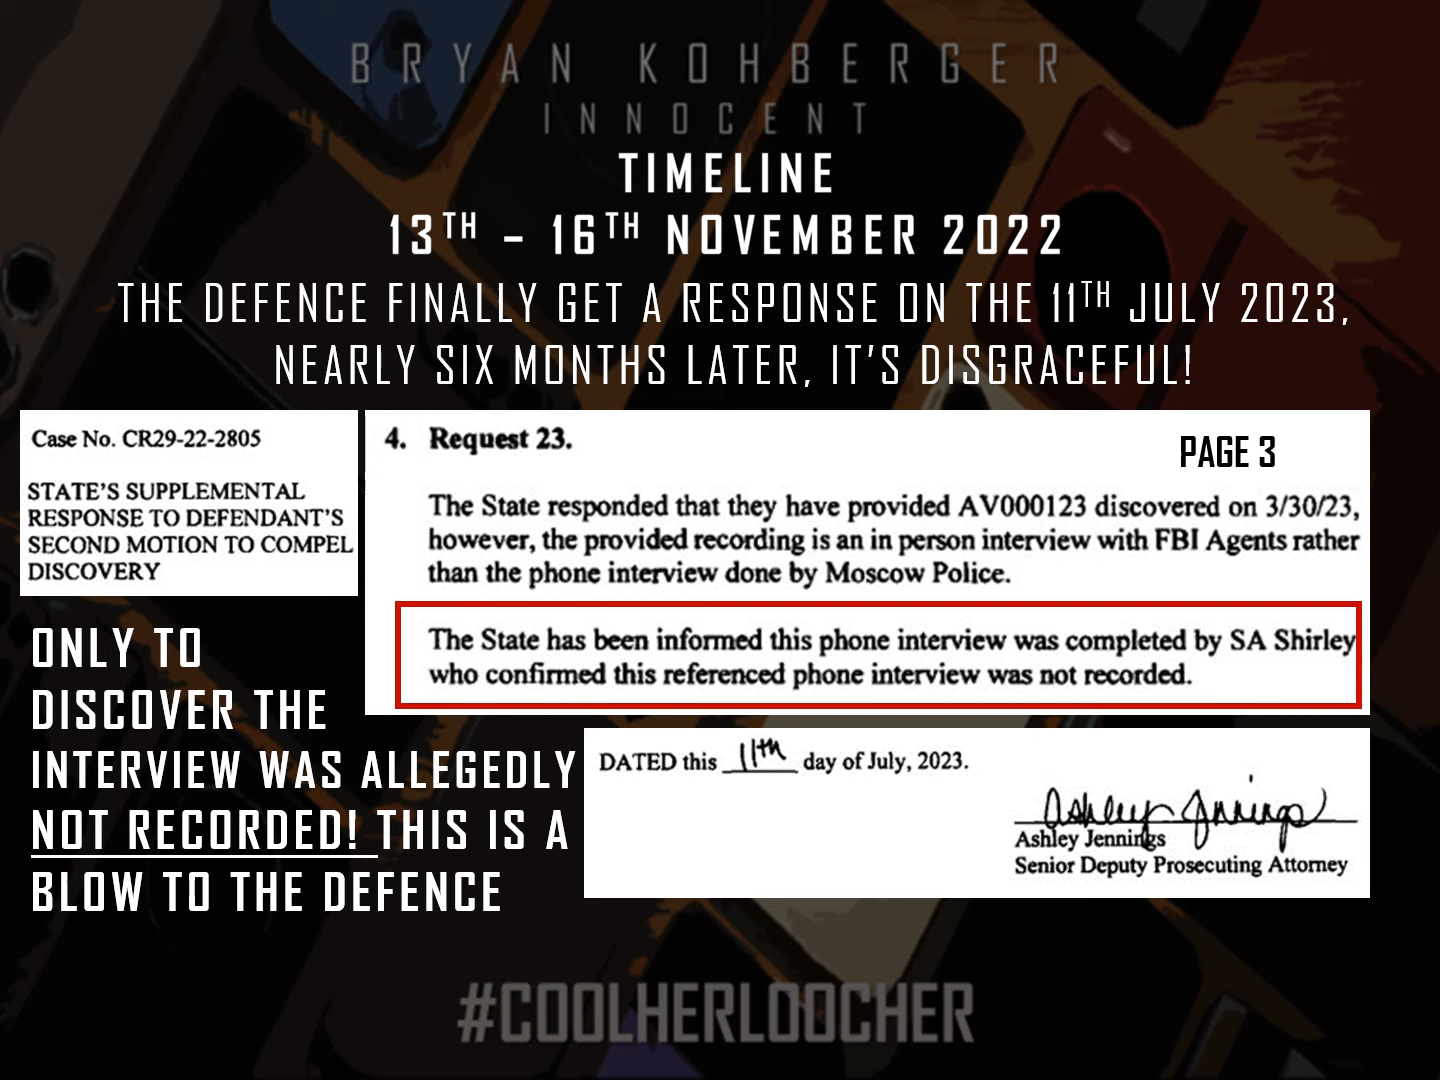 BRYAN KOHBERGER
INNOCENT
TIMELINE
13TH – 16TH NOVEMBER 2022
THE DEFENCE FINALLY GET A RESPONSE ON THE 11TH JULY 2023,
NEARLY SIX MONTHS LATER, IT'S DISGRACEFUL!
Case No. CR29-22-2805
STATE'S SUPPLEMENTAL
RESPONSE TO DEFENDANT'S
SECOND MOTION TO COMPEL
DISCOVERY
4. Request 23.
PAGE 3
The State responded that they have provided AV000123 discovered on 3/30/23,
however, the provided recording is an in person interview with FBI Agents rather
than the phone interview done by Moscow Police.
The State has been informed this phone interview was completed by SA Shirley
who confirmed this referenced phone interview was not recorded.
ONLY TO
DISCOVER THE
INTERVIEW WAS ALLEGEDLY
NOT RECORDED! THIS IS A
BLOW TO THE DEFENCE
DATED this 11th day of July, 2023.
Ashley Jennings
Ashley Jennings
Senior Deputy Prosecuting Attorney
#COOLHERLOOCHER